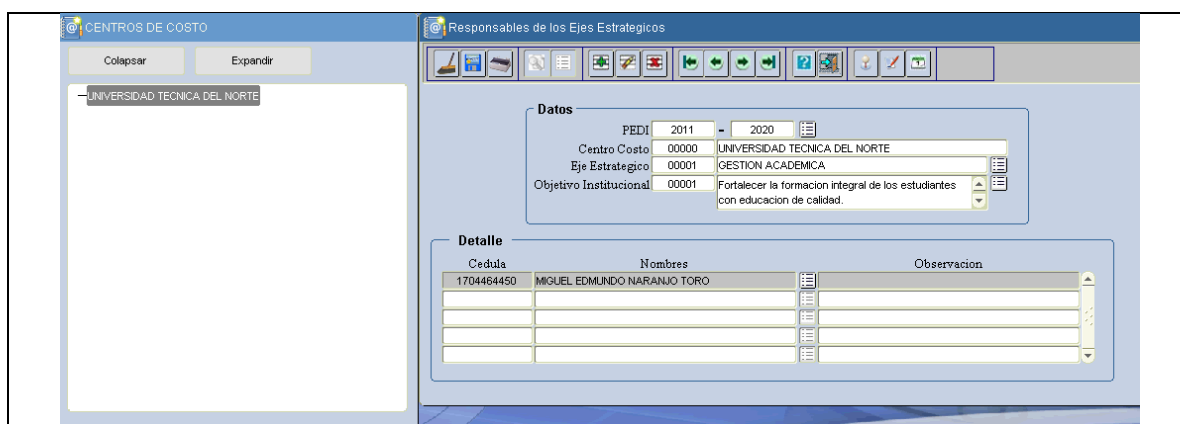 CENTROS DE COSTO
Colapsar Expandir
UNIVERSIDAD TECNICA DEL NORTE
Responsables de los Ejes Estrategicos
Datos
PEDI 2011 - 2020
Centro Costo 00000 UNIVERSIDAD TECNICA DEL NORTE
Eje Estrategico 00001 GESTION ACADEMICA
Objetivo Institucional 00001 Fortalecer la formacion integral de los estudiantes
con educacion de calidad.
Detalle
Cedula Nombres Observacion
1704464450 MIGUEL EDMUNDO NARANJO TORO